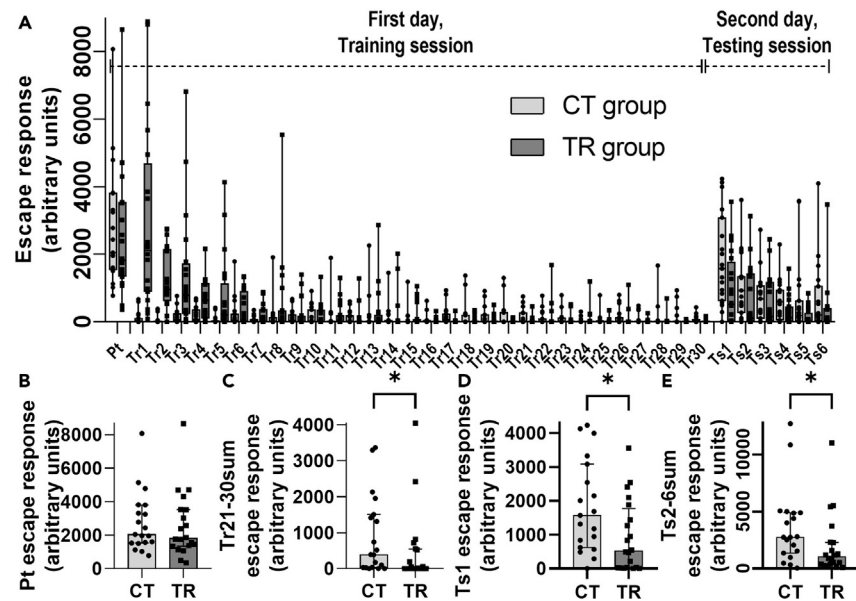 A
First day,
Training session
Second day,
Testing session
Escape response
(arbitrary units)
8000
6000
4000
2000
0
CT group
TR group
Pt
Tr1
Tr2
Tr3
Tr4
Tr5
Tr6
Tr7
Tr8
Tr9
Tr10
Tr11
Tr12
Tr13
Tr14
Tr15
Tr16
Tr17
Tr18
Tr19
Tr20
Tr21
Tr22
Tr23
Tr24
Tr25
Tr26
Tr27
Tr28
Tr29
Tr30
Ts1
Ts2
Ts3
Ts4
Ts5
Ts6
B
Pt escape response
(arbitrary units)
8000
6000
4000
2000
0
CT TR
C
*
Tr21-30sum
escape response
(arbitrary units)
4000
3000
2000
1000
0
CT TR
D
*
Ts1 escape response
(arbitrary units)
4000
3000
2000
1000
0
CT TR
E
*
Ts2-6sum
escape response
(arbitrary units)
10000
5000
0
CT TR